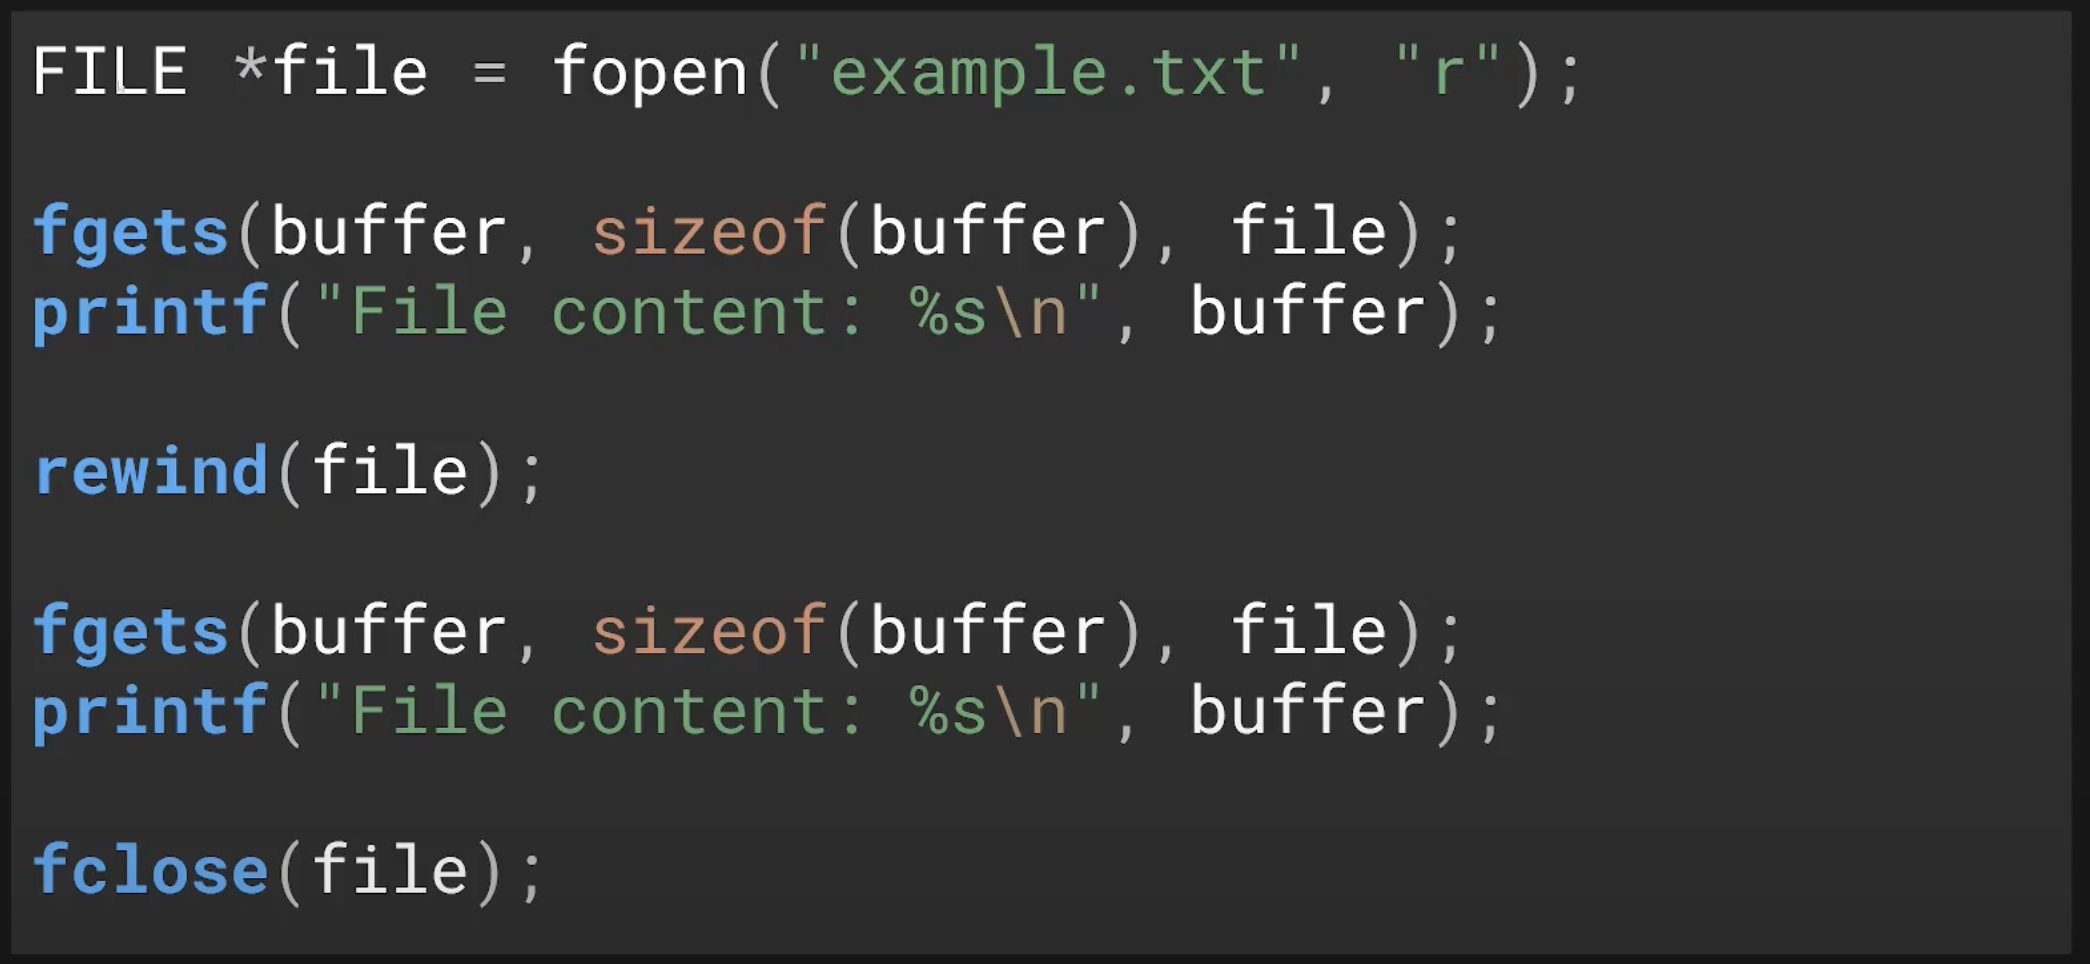 FILE *file = fopen("example.txt", "r");
fgets(buffer, sizeof(buffer), file);
printf("File content: %s\n", buffer);
rewind(file);
fgets(buffer, sizeof(buffer), file);
printf("File content: %s\n", buffer);
fclose(file);